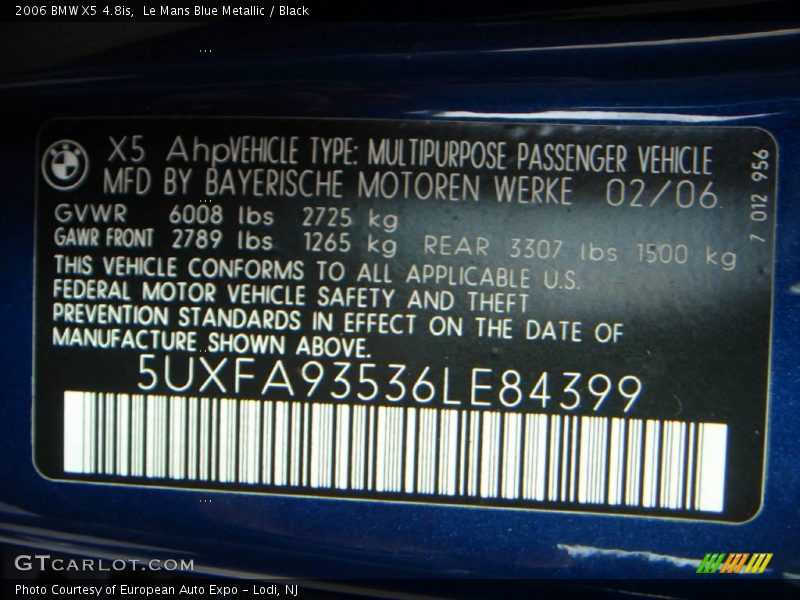 2006 BMW X5 4.8is,  Le Mans Blue Metallic / Black
X5 AhpVEHICLE TYPE: MULTIPURPOSE PASSENGER VEHICLE
MFD BY BAYERISCHE MOTOREN WERKE 02/06
GVWR 6008 lbs 2725 kg
GAWR FRONT 2789 lbs 1265 kg REAR 3307 lbs 1500 kg
THIS VEHICLE CONFORMS TO ALL APPLICABLE U.S.
FEDERAL MOTOR VEHICLE SAFETY AND THEFT
PREVENTION STANDARDS IN EFFECT ON THE DATE OF
MANUFACTURE SHOWN ABOVE.
5UXFA93536LE84399
7 012 956
GTCARLOT.COM
Photo Courtesy of European Auto Expo - Lodi, NJ